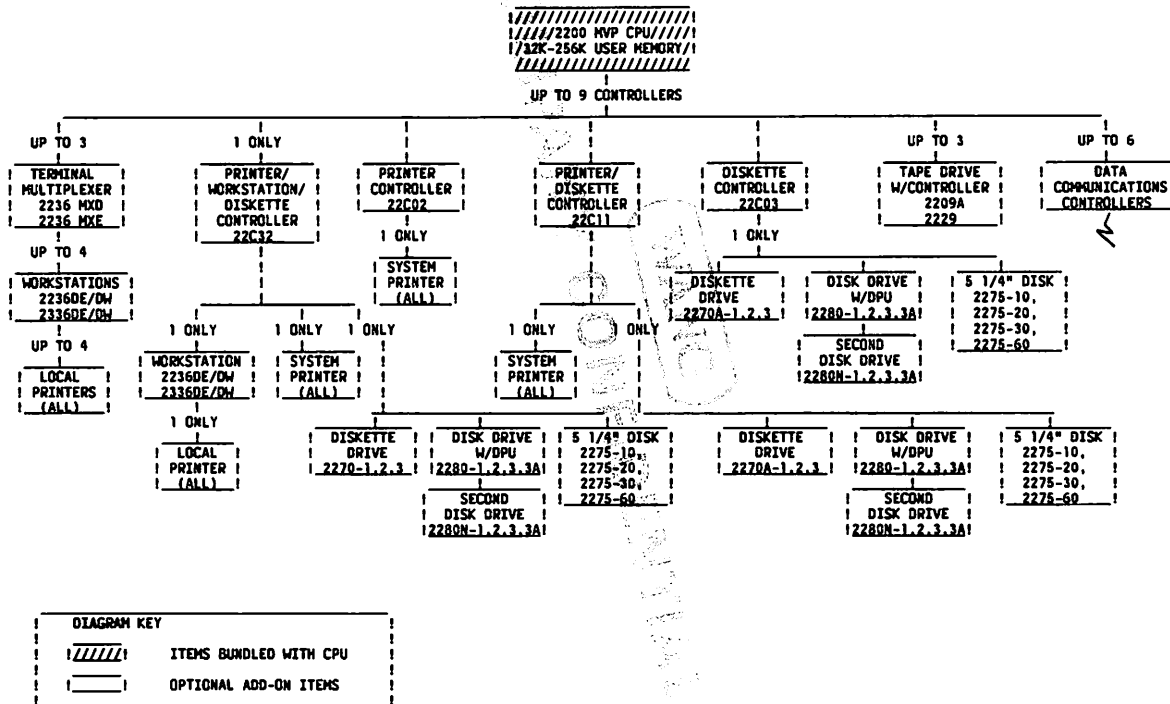 2200 MVP CPU
32K-256K USER MEMORY
UP TO 9 CONTROLLERS
UP TO 3
TERMINAL
MULTIPLEXER
2236 MXD
2236 MXE
UP TO 4
WORKSTATIONS
2236DE/DW
2336DE/DW
UP TO 4
LOCAL
PRINTERS
(ALL)
1 ONLY
PRINTER/
WORKSTATION/
DISKETTE
CONTROLLER
22C32
1 ONLY
WORKSTATION
2236DE/DW
2336DE/DW
1 ONLY
LOCAL
PRINTER
(ALL)
1 ONLY
SYSTEM
PRINTER
(ALL)
1 ONLY
DISKETTE
DRIVE
2270-1,2,3
DISK DRIVE
W/DPU
2280-1,2,3,3A
SECOND
DISK DRIVE
2280N-1,2,3,3A
5 1/4" DISK
2275-10,
2275-20,
2275-30,
2275-60
PRINTER
CONTROLLER
22C02
1 ONLY
SYSTEM
PRINTER
(ALL)
PRINTER/
DISKETTE
CONTROLLER
22C11
1 ONLY
SYSTEM
PRINTER
(ALL)
1 ONLY
DISKETTE
DRIVE
2270A-1,2,3
DISK DRIVE
W/DPU
2280-1,2,3,3A
SECOND
DISK DRIVE
2280N-1,2,3,3A
5 1/4" DISK
2275-10,
2275-20,
2275-30,
2275-60
DISKETTE
CONTROLLER
22C03
1 ONLY
DISKETTE
DRIVE
2270A-1,2,3
DISK DRIVE
W/DPU
2280-1,2,3,3A
SECOND
DISK DRIVE
2280N-1,2,3,3A
5 1/4" DISK
2275-10,
2275-20,
2275-30,
2275-60
UP TO 3
TAPE DRIVE
W/CONTROLLER
2209A
2229
UP TO 6
DATA
COMMUNICATIONS
CONTROLLERS
DIAGRAM KEY
ITEMS BUNDLED WITH CPU
OPTIONAL ADD-ON ITEMS